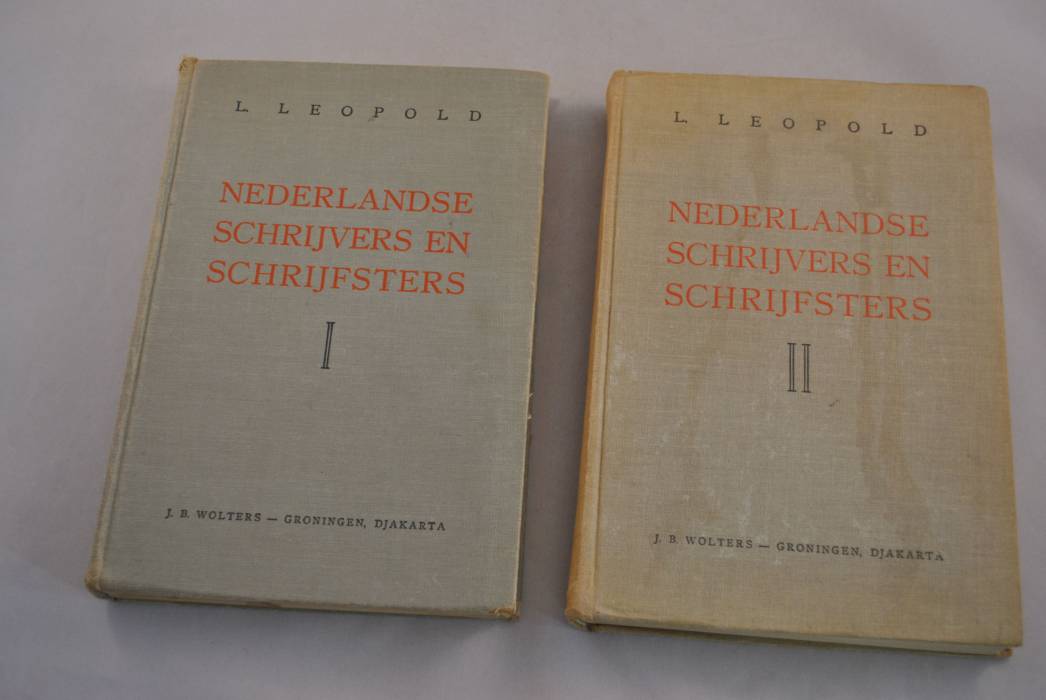 L. LEOPOLD
NEDERLANDSE
SCHRIJVERS EN
SCHRIJFSTERS
I
J. B. WOLTERS — GRONINGEN, DJAKARTA
L. LEOPOLD
NEDERLANDSE
SCHRIJVERS EN
SCHRIJFSTERS
II
J. B. WOLTERS — GRONINGEN, DJAKARTA